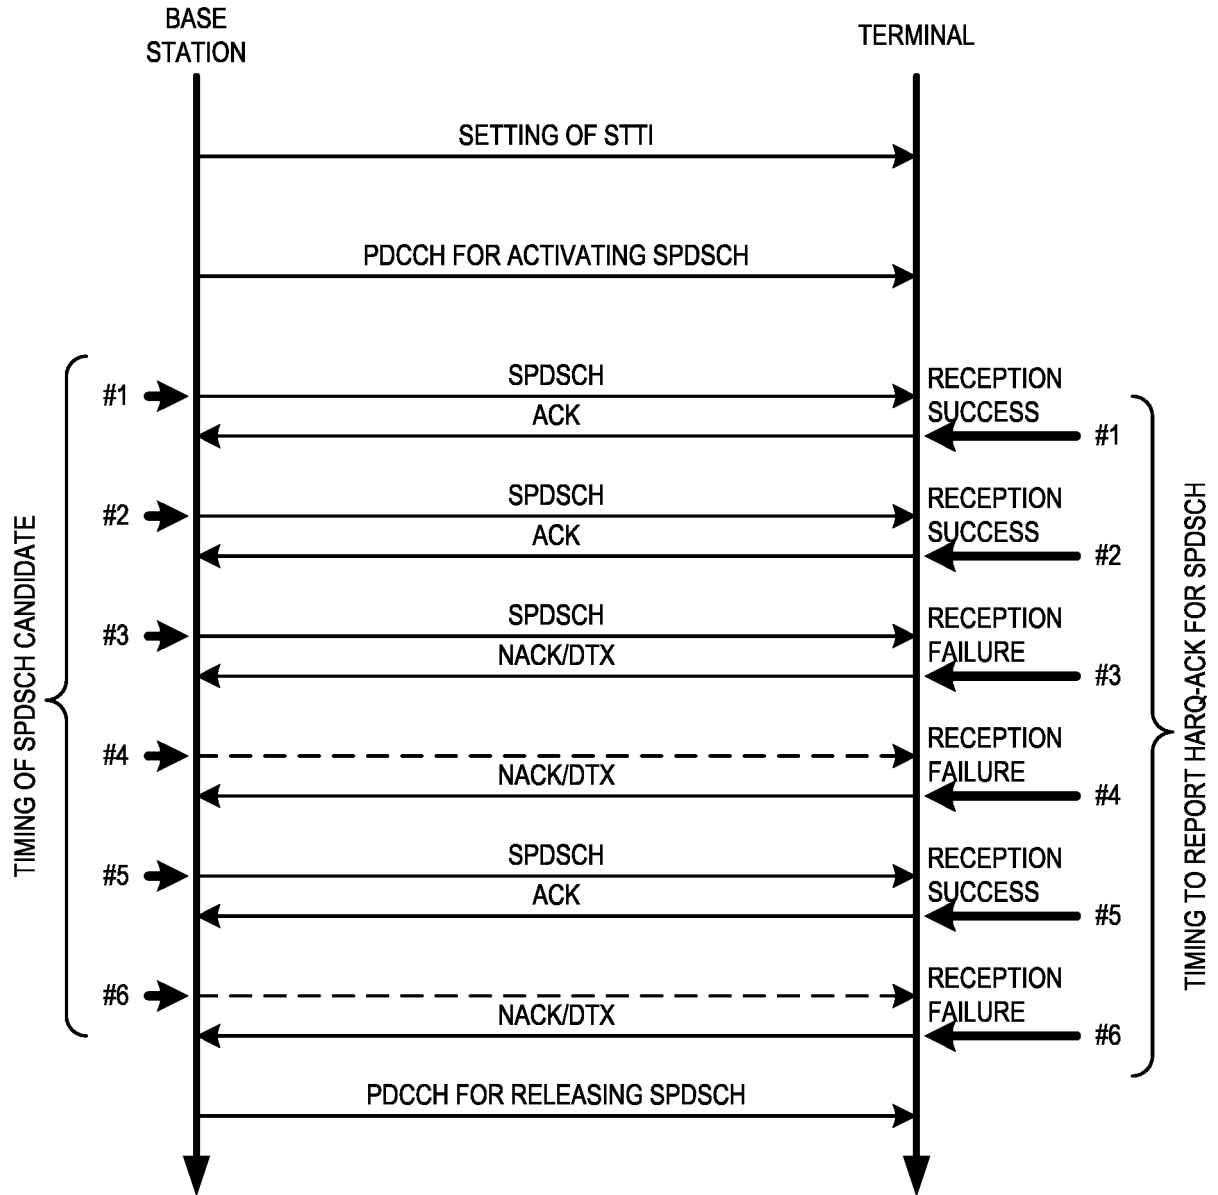 BASE
STATION
TERMINAL
SETTING OF STTI
PDCCH FOR ACTIVATING SPDSCH
#1
SPDSCH
RECEPTION
SUCCESS
ACK
#1
#2
SPDSCH
RECEPTION
SUCCESS
ACK
#2
#3
SPDSCH
RECEPTION
FAILURE
NACK/DTX
#3
#4
RECEPTION
FAILURE
NACK/DTX
#4
#5
SPDSCH
RECEPTION
SUCCESS
ACK
#5
#6
RECEPTION
FAILURE
NACK/DTX
#6
PDCCH FOR RELEASING SPDSCH
TIMING OF SPDSCH CANDIDATE
TIMING TO REPORT HARQ-ACK FOR SPDSCH